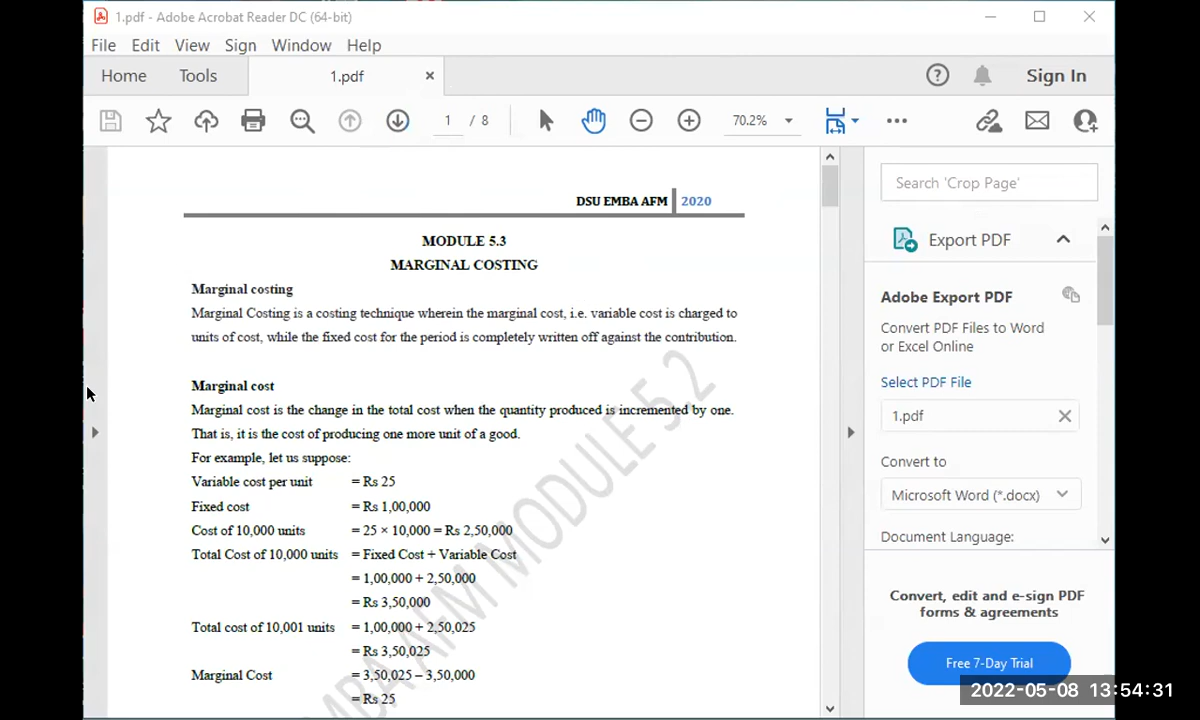 1.pdf - Adobe Acrobat Reader DC (64-bit)
File Edit View Sign Window Help
Home Tools 1.pdf Sign In
1 / 8 70.2%
DSU EMBA AFM 2020
MODULE 5.3
MARGINAL COSTING
Marginal costing
Marginal Costing is a costing technique wherein the marginal cost, i.e. variable cost is charged to
units of cost, while the fixed cost for the period is completely written off against the contribution.
Marginal cost
Marginal cost is the change in the total cost when the quantity produced is incremented by one.
That is, it is the cost of producing one more unit of a good.
For example, let us suppose:
Variable cost per unit = Rs 25
Fixed cost = Rs 1,00,000
Cost of 10,000 units = 25 × 10,000 = Rs 2,50,000
Total Cost of 10,000 units = Fixed Cost + Variable Cost
= 1,00,000 + 2,50,000
= Rs 3,50,000
Total cost of 10,001 units = 1,00,000 + 2,50,025
= Rs 3,50,025
Marginal Cost = 3,50,025 – 3,50,000
= Rs 25
MBA AFM MODULE 5.2
Search 'Crop Page'
Export PDF
Adobe Export PDF
Convert PDF Files to Word
or Excel Online
Select PDF File
1.pdf
Convert to
Microsoft Word (*.docx)
Document Language:
Convert, edit and e-sign PDF
forms & agreements
Free 7-Day Trial
2022-05-08 13:54:31